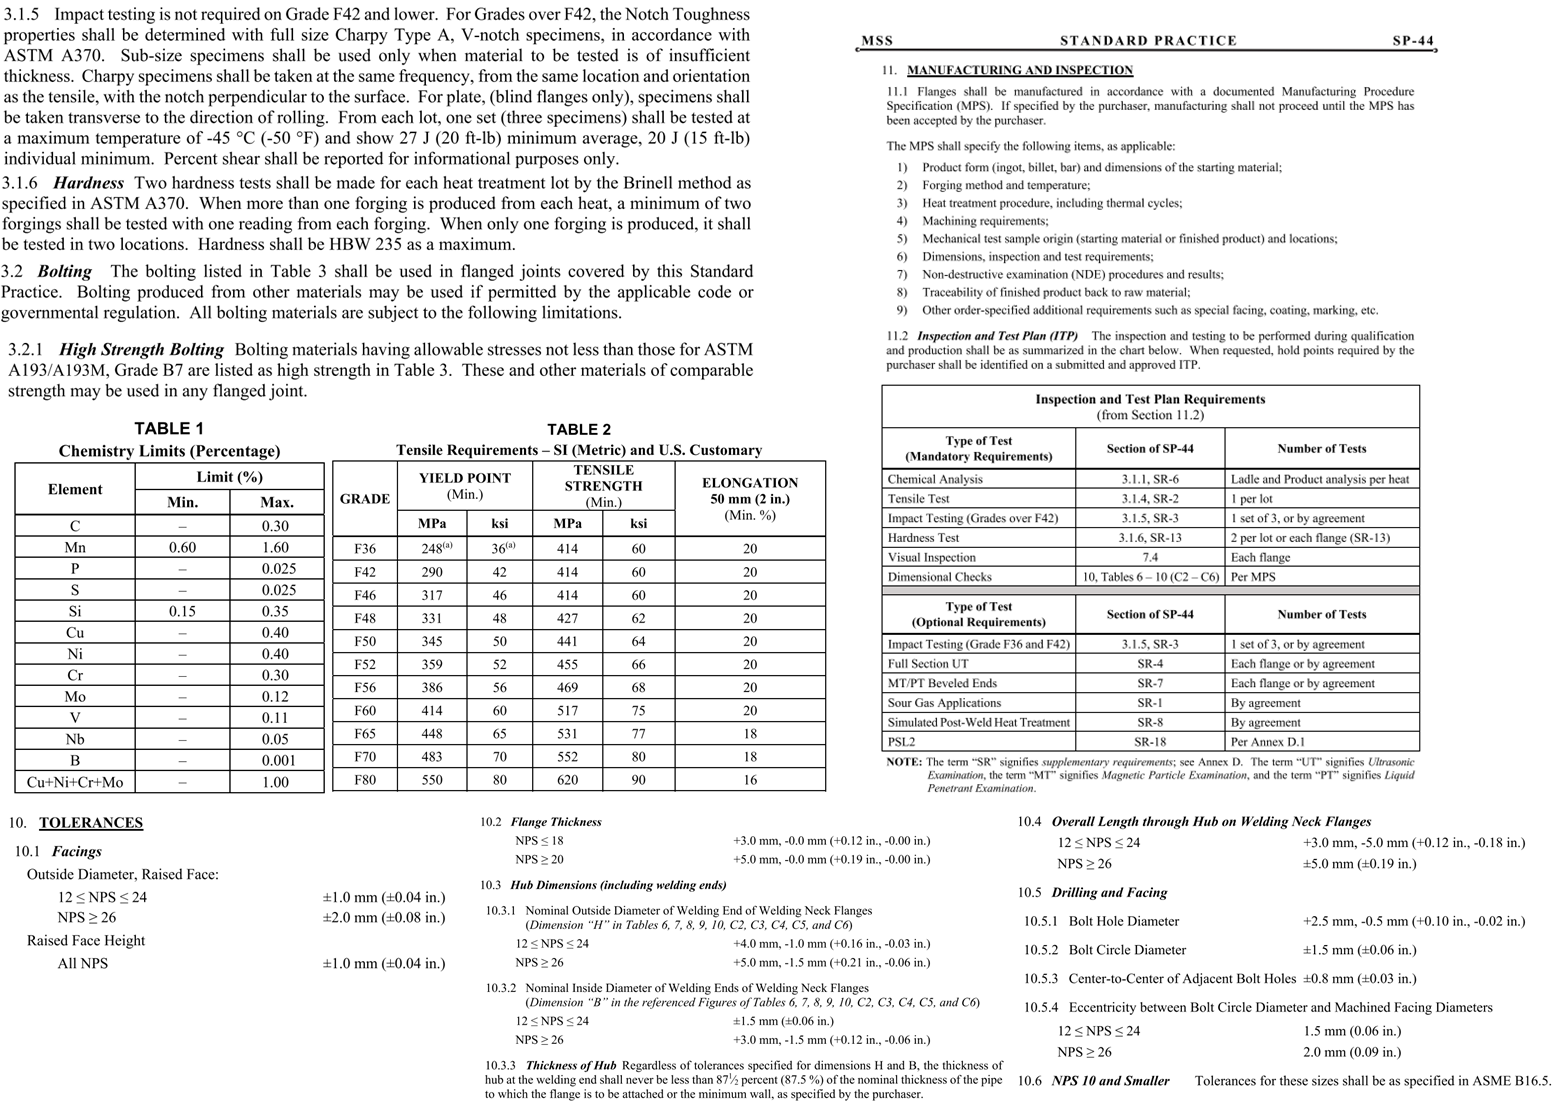 3.1.5 Impact testing is not required on Grade F42 and lower. For Grades over F42, the Notch Toughness
properties shall be determined with full size Charpy Type A, V-notch specimens, in accordance with
ASTM A370. Sub-size specimens shall be used only when material to be tested is of insufficient
thickness. Charpy specimens shall be taken at the same frequency, from the same location and orientation
as the tensile, with the notch perpendicular to the surface. For plate, (blind flanges only), specimens shall
be taken transverse to the direction of rolling. From each lot, one set (three specimens) shall be tested at
a maximum temperature of -45 °C (-50 °F) and show 27 J (20 ft-lb) minimum average, 20 J (15 ft-lb)
individual minimum. Percent shear shall be reported for informational purposes only.
3.1.6 Hardness Two hardness tests shall be made for each heat treatment lot by the Brinell method as
specified in ASTM A370. When more than one forging is produced from each heat, a minimum of two
forgings shall be tested with one reading from each forging. When only one forging is produced, it shall
be tested in two locations. Hardness shall be HBW 235 as a maximum.
3.2 Bolting The bolting listed in Table 3 shall be used in flanged joints covered by this Standard
Practice. Bolting produced from other materials may be used if permitted by the applicable code or
governmental regulation. All bolting materials are subject to the following limitations.
3.2.1 High Strength Bolting Bolting materials having allowable stresses not less than those for ASTM
A193/A193M, Grade B7 are listed as high strength in Table 3. These and other materials of comparable
strength may be used in any flanged joint.
TABLE 1
Chemistry Limits (Percentage)
Element Limit (%)
Min. Max.
C – 0.30
Mn 0.60 1.60
P – 0.025
S – 0.025
Si 0.15 0.35
Cu – 0.40
Ni – 0.40
Cr – 0.30
Mo – 0.12
V – 0.11
Nb – 0.05
B – 0.001
Cu+Ni+Cr+Mo – 1.00
TABLE 2
Tensile Requirements – SI (Metric) and U.S. Customary
GRADE YIELD POINT (Min.) TENSILE STRENGTH (Min.) ELONGATION 50 mm (2 in.) (Min. %)
MPa ksi MPa ksi
F36 248(a) 36(a) 414 60 20
F42 290 42 414 60 20
F46 317 46 414 60 20
F48 331 48 427 62 20
F50 345 50 441 64 20
F52 359 52 455 66 20
F56 386 56 469 68 20
F60 414 60 517 75 20
F65 448 65 531 77 18
F70 483 70 552 80 18
F80 550 80 620 90 16
MSS STANDARD PRACTICE SP-44
11. MANUFACTURING AND INSPECTION
11.1 Flanges shall be manufactured in accordance with a documented Manufacturing Procedure
Specification (MPS). If specified by the purchaser, manufacturing shall not proceed until the MPS has
been accepted by the purchaser.
The MPS shall specify the following items, as applicable:
1) Product form (ingot, billet, bar) and dimensions of the starting material;
2) Forging method and temperature;
3) Heat treatment procedure, including thermal cycles;
4) Machining requirements;
5) Mechanical test sample origin (starting material or finished product) and locations;
6) Dimensions, inspection and test requirements;
7) Non-destructive examination (NDE) procedures and results;
8) Traceability of finished product back to raw material;
9) Other order-specified additional requirements such as special facing, coating, marking, etc.
11.2 Inspection and Test Plan (ITP) The inspection and testing to be performed during qualification
and production shall be as summarized in the chart below. When requested, hold points required by the
purchaser shall be identified on a submitted and approved ITP.
Inspection and Test Plan Requirements
(from Section 11.2)
Type of Test (Mandatory Requirements) Section of SP-44 Number of Tests
Chemical Analysis 3.1.1, SR-6 Ladle and Product analysis per heat
Tensile Test 3.1.4, SR-2 1 per lot
Impact Testing (Grades over F42) 3.1.5, SR-3 1 set of 3, or by agreement
Hardness Test 3.1.6, SR-13 2 per lot or each flange (SR-13)
Visual Inspection 7.4 Each flange
Dimensional Checks 10, Tables 6 – 10 (C2 – C6) Per MPS
Type of Test (Optional Requirements) Section of SP-44 Number of Tests
Impact Testing (Grade F36 and F42) 3.1.5, SR-3 1 set of 3, or by agreement
Full Section UT SR-4 Each flange or by agreement
MT/PT Beveled Ends SR-7 Each flange or by agreement
Sour Gas Applications SR-1 By agreement
Simulated Post-Weld Heat Treatment SR-8 By agreement
PSL2 SR-18 Per Annex D.1
NOTE: The term “SR” signifies supplementary requirements; see Annex D. The term “UT” signifies Ultrasonic
Examination, the term “MT” signifies Magnetic Particle Examination, and the term “PT” signifies Liquid
Penetrant Examination.
10. TOLERANCES
10.1 Facings
Outside Diameter, Raised Face:
12 ≤ NPS ≤ 24 ±1.0 mm (±0.04 in.)
NPS ≥ 26 ±2.0 mm (±0.08 in.)
Raised Face Height
All NPS ±1.0 mm (±0.04 in.)
10.2 Flange Thickness
NPS ≤ 18 +3.0 mm, -0.0 mm (+0.12 in., -0.00 in.)
NPS ≥ 20 +5.0 mm, -0.0 mm (+0.19 in., -0.00 in.)
10.3 Hub Dimensions (including welding ends)
10.3.1 Nominal Outside Diameter of Welding End of Welding Neck Flanges
(Dimension “H” in Tables 6, 7, 8, 9, 10, C2, C3, C4, C5, and C6)
12 ≤ NPS ≤ 24 +4.0 mm, -1.0 mm (+0.16 in., -0.03 in.)
NPS ≥ 26 +5.0 mm, -1.5 mm (+0.21 in., -0.06 in.)
10.3.2 Nominal Inside Diameter of Welding Ends of Welding Neck Flanges
(Dimension “B” in the referenced Figures of Tables 6, 7, 8, 9, 10, C2, C3, C4, C5, and C6)
12 ≤ NPS ≤ 24 ±1.5 mm (±0.06 in.)
NPS ≥ 26 +3.0 mm, -1.5 mm (+0.12 in., -0.06 in.)
10.3.3 Thickness of Hub Regardless of tolerances specified for dimensions H and B, the thickness of
hub at the welding end shall never be less than 87½ percent (87.5 %) of the nominal thickness of the pipe
to which the flange is to be attached or the minimum wall, as specified by the purchaser.
10.4 Overall Length through Hub on Welding Neck Flanges
12 ≤ NPS ≤ 24 +3.0 mm, -5.0 mm (+0.12 in., -0.18 in.)
NPS ≥ 26 ±5.0 mm (±0.19 in.)
10.5 Drilling and Facing
10.5.1 Bolt Hole Diameter +2.5 mm, -0.5 mm (+0.10 in., -0.02 in.)
10.5.2 Bolt Circle Diameter ±1.5 mm (±0.06 in.)
10.5.3 Center-to-Center of Adjacent Bolt Holes ±0.8 mm (±0.03 in.)
10.5.4 Eccentricity between Bolt Circle Diameter and Machined Facing Diameters
12 ≤ NPS ≤ 24 1.5 mm (0.06 in.)
NPS ≥ 26 2.0 mm (0.09 in.)
10.6 NPS 10 and Smaller Tolerances for these sizes shall be as specified in ASME B16.5.